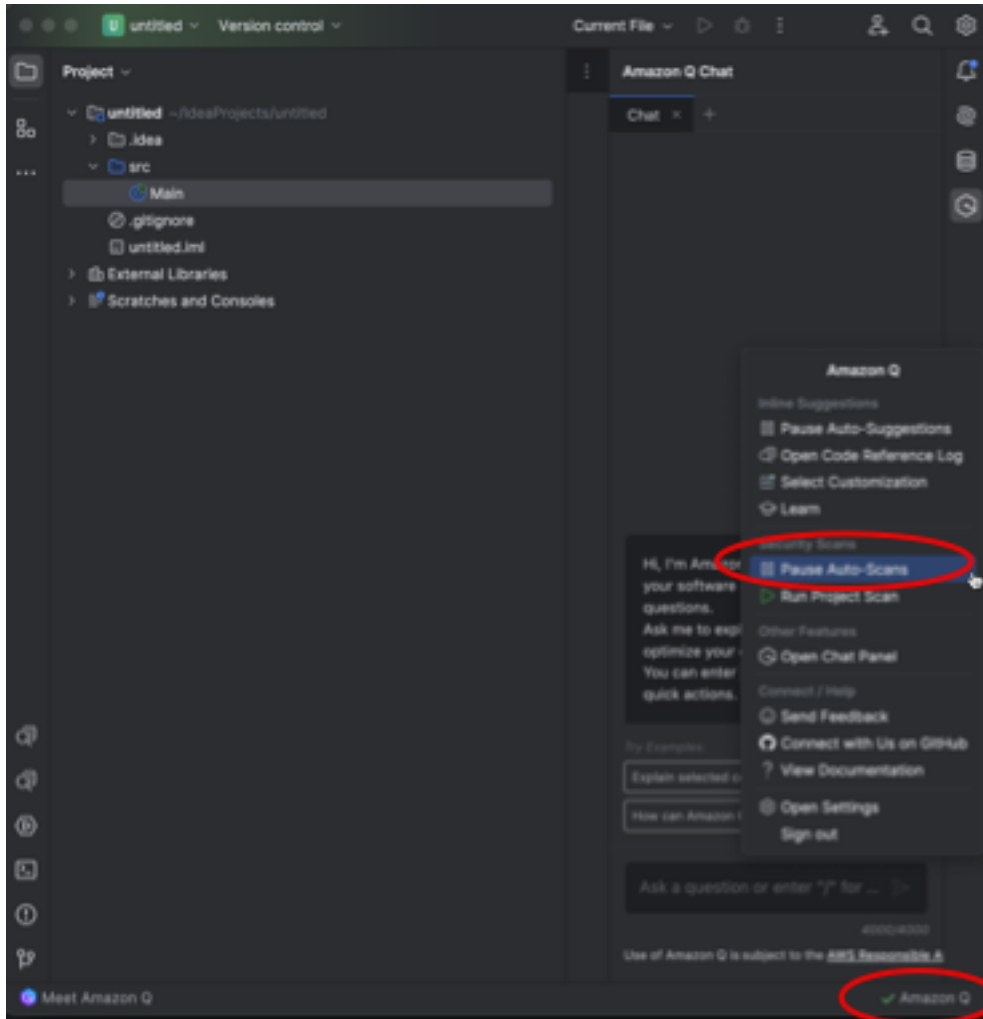 U untitled Version control Current File
Project
untitled ~/IdeaProjects/untitled
.idea
src
Main
.gitignore
untitled.iml
External Libraries
Scratches and Consoles
Amazon Q Chat
Chat × +
Hi, I'm Amazon
your software
questions.
Ask me to expl
optimize your
You can enter
quick actions.
Try Examples:
Explain selected c
How can Amazon
Ask a question or enter "/" for ...
4000/4000
Use of Amazon Q is subject to the AWS Responsible A
Amazon Q
Inline Suggestions
Pause Auto-Suggestions
Open Code Reference Log
Select Customization
Learn
Security Scans
Pause Auto-Scans
Run Project Scan
Other Features
Open Chat Panel
Connect / Help
Send Feedback
Connect with Us on GitHub
? View Documentation
Open Settings
Sign out
Meet Amazon Q
Amazon Q